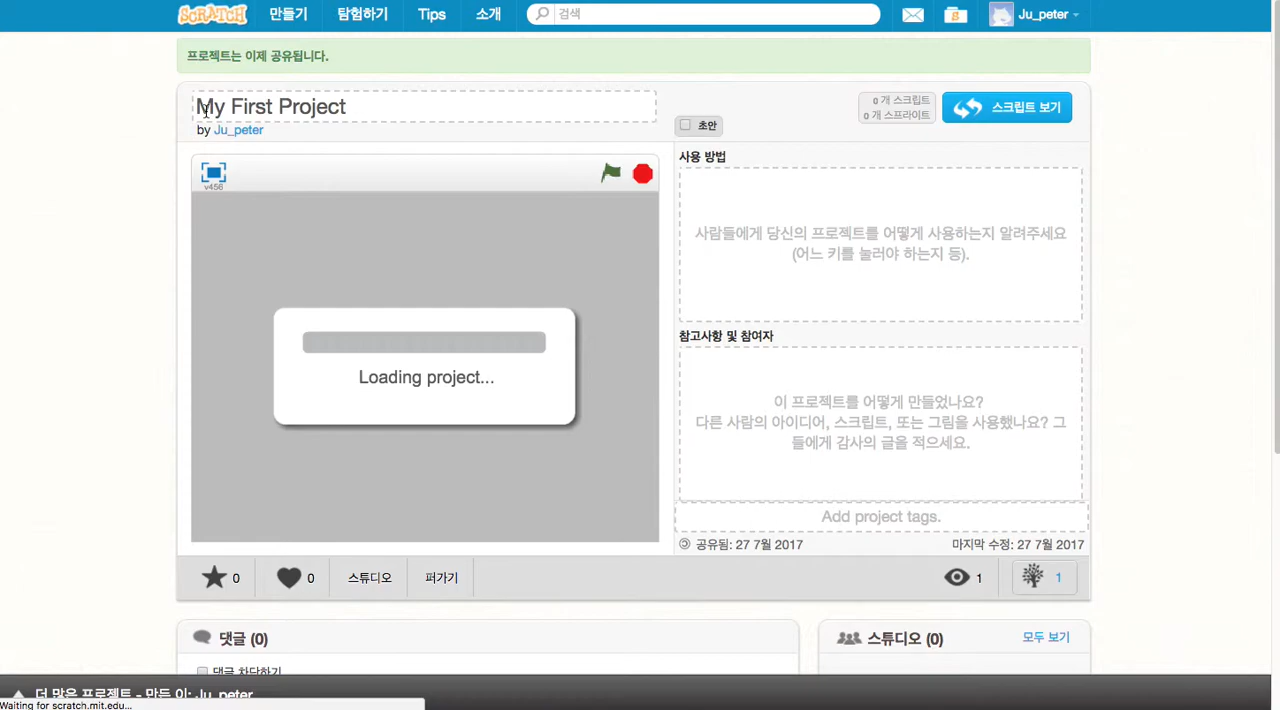 SCRATCH 만들기 탐험하기 Tips 소개 검색 Ju_peter
프로젝트는 이제 공유됩니다.
My First Project
by Ju_peter
0 개 스크립트
0 개 스프라이트
스크립트 보기
초안
v456
Loading project...
사용 방법
사람들에게 당신의 프로젝트를 어떻게 사용하는지 알려주세요
(어느 키를 눌러야 하는지 등).
참고사항 및 참여자
이 프로젝트를 어떻게 만들었나요?
다른 사람의 아이디어, 스크립트, 또는 그림을 사용했나요? 그
들에게 감사의 글을 적으세요.
Add project tags.
공유됨: 27 7월 2017 마지막 수정: 27 7월 2017
0 0 스튜디오 퍼가기 1 1
댓글 (0)
스튜디오 (0) 모두 보기
댓글 차단하기
더 많은 프로젝트 - 만든 이: Ju_peter
Waiting for scratch.mit.edu...